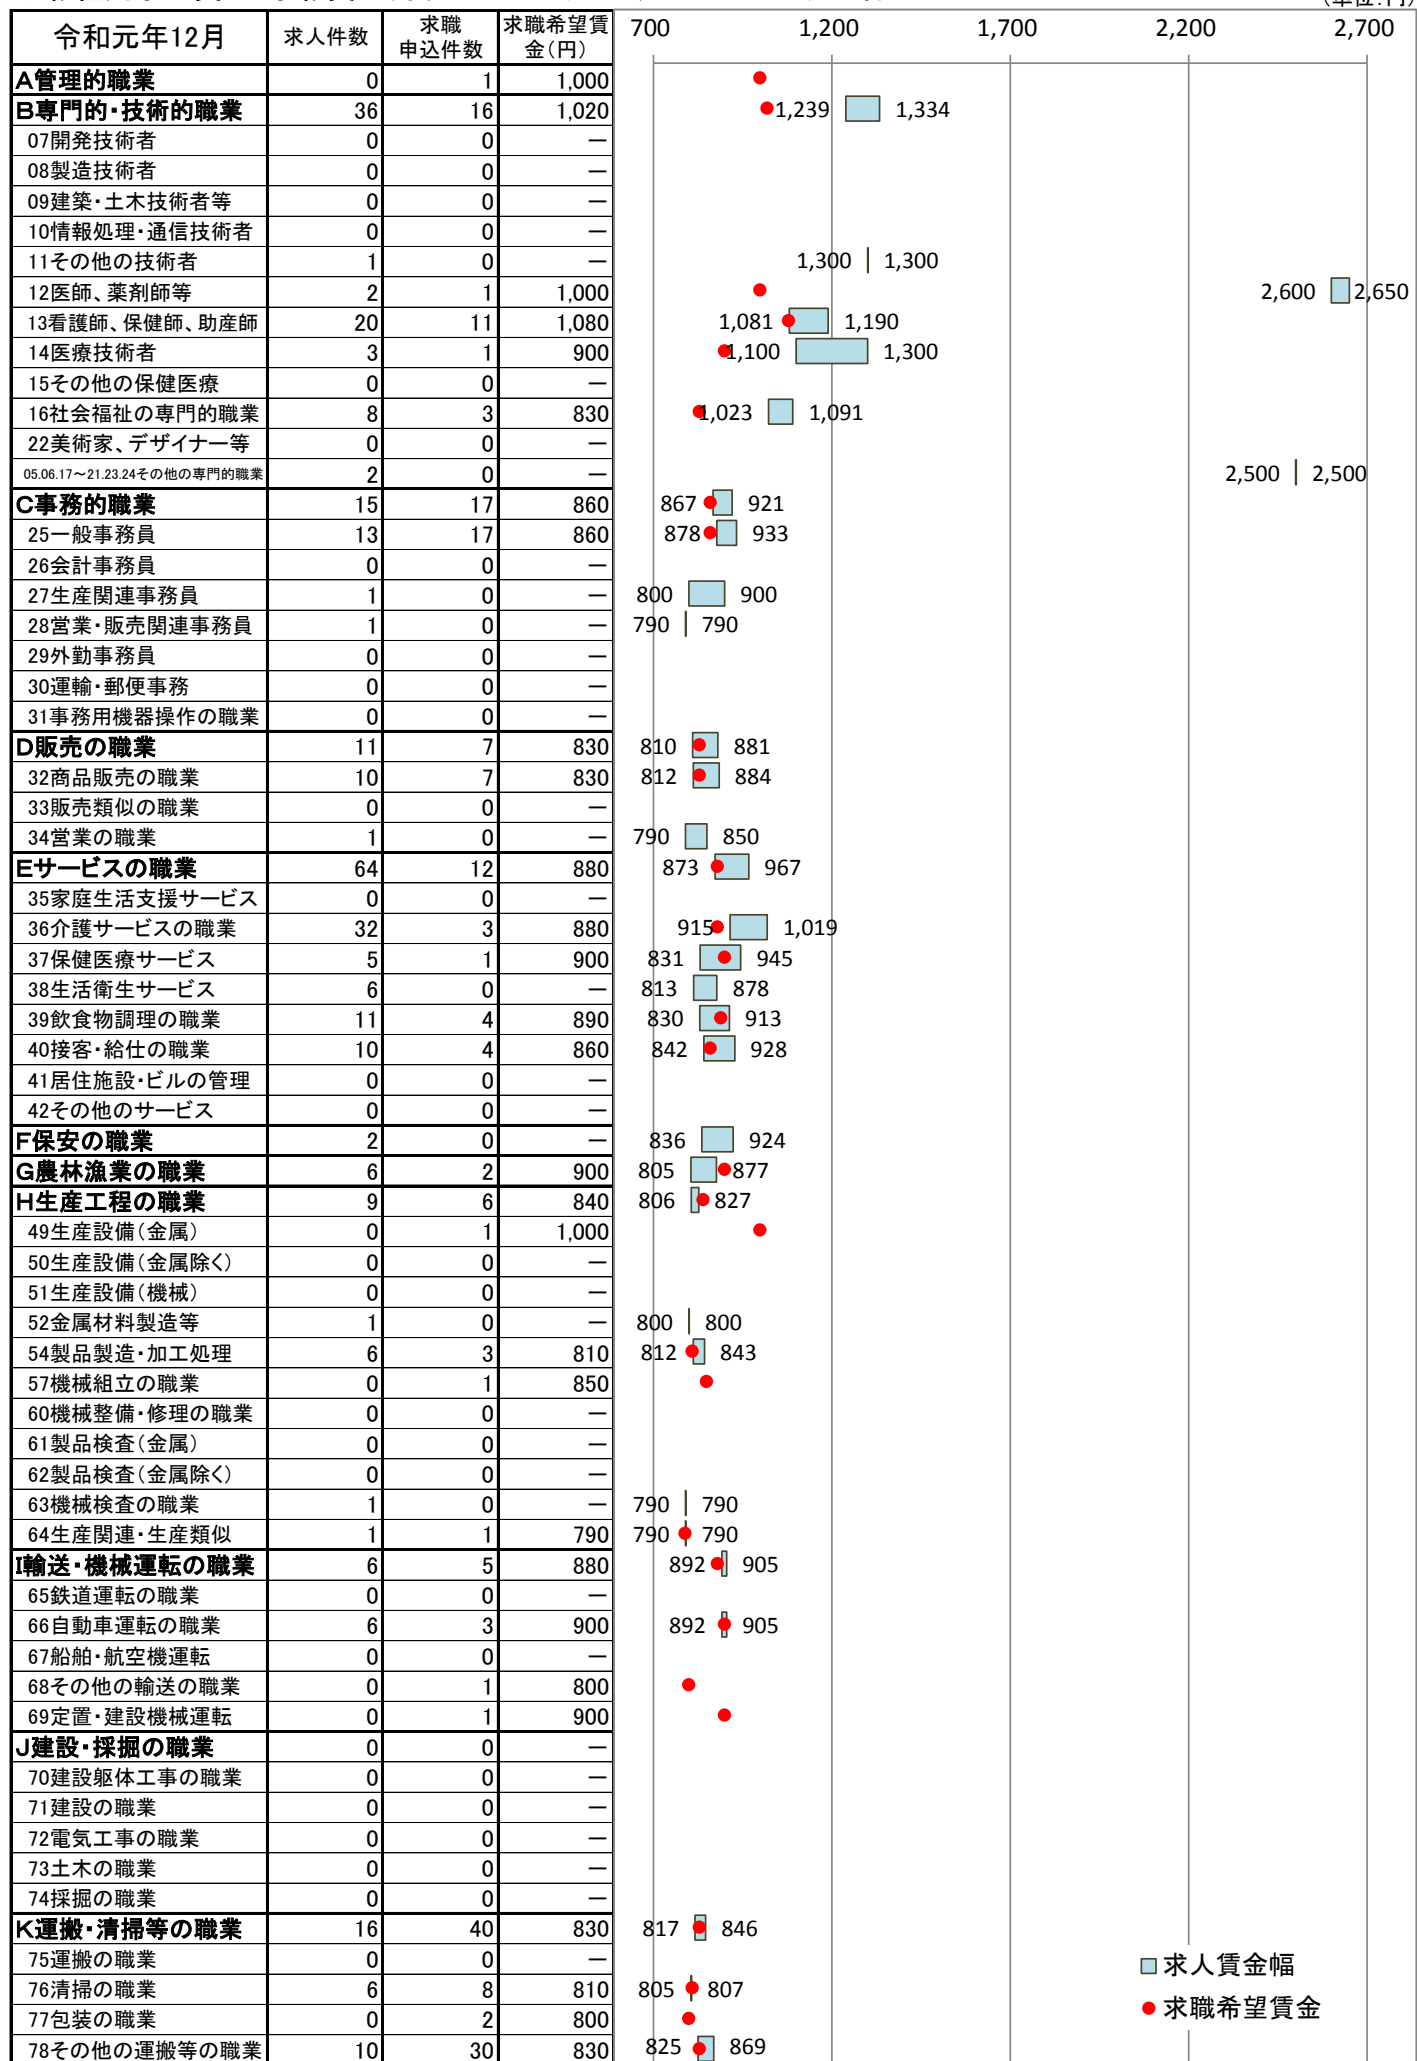 (単位:円)
令和元年12月 求人件数 求職申込件数 求職希望賃金(円) 700 1,200 1,700 2,200 2,700
A管理的職業 0 1 1,000
B専門的・技術的職業 36 16 1,020 1,239 1,334
07開発技術者 0 0 ―
08製造技術者 0 0 ―
09建築・土木技術者等 0 0 ―
10情報処理・通信技術者 0 0 ―
11その他の技術者 1 0 ― 1,300 1,300
12医師、薬剤師等 2 1 1,000 2,600 2,650
13看護師、保健師、助産師 20 11 1,080 1,081 1,190
14医療技術者 3 1 900 1,100 1,300
15その他の保健医療 0 0 ―
16社会福祉の専門的職業 8 3 830 1,023 1,091
22美術家、デザイナー等 0 0 ―
05.06.17～21.23.24その他の専門的職業 2 0 ― 2,500 2,500
C事務的職業 15 17 860 867 921
25一般事務員 13 17 860 878 933
26会計事務員 0 0 ―
27生産関連事務員 1 0 ― 800 900
28営業・販売関連事務員 1 0 ― 790 790
29外勤事務員 0 0 ―
30運輸・郵便事務 0 0 ―
31事務用機器操作の職業 0 0 ―
D販売の職業 11 7 830 810 881
32商品販売の職業 10 7 830 812 884
33販売類似の職業 0 0 ―
34営業の職業 1 0 ― 790 850
Eサービスの職業 64 12 880 873 967
35家庭生活支援サービス 0 0 ―
36介護サービスの職業 32 3 880 915 1,019
37保健医療サービス 5 1 900 831 945
38生活衛生サービス 6 0 ― 813 878
39飲食物調理の職業 11 4 890 830 913
40接客・給仕の職業 10 4 860 842 928
41居住施設・ビルの管理 0 0 ―
42その他のサービス 0 0 ―
F保安の職業 2 0 ― 836 924
G農林漁業の職業 6 2 900 805 877
H生産工程の職業 9 6 840 806 827
49生産設備(金属) 0 1 1,000
50生産設備(金属除く) 0 0 ―
51生産設備(機械) 0 0 ―
52金属材料製造等 1 0 ― 800 800
54製品製造・加工処理 6 3 810 812 843
57機械組立の職業 0 1 850
60機械整備・修理の職業 0 0 ―
61製品検査(金属) 0 0 ―
62製品検査(金属除く) 0 0 ―
63機械検査の職業 1 0 ― 790 790
64生産関連・生産類似 1 1 790 790 790
I輸送・機械運転の職業 6 5 880 892 905
65鉄道運転の職業 0 0 ―
66自動車運転の職業 6 3 900 892 905
67船舶・航空機運転 0 0 ―
68その他の輸送の職業 0 1 800
69定置・建設機械運転 0 1 900
J建設・採掘の職業 0 0 ―
70建設躯体工事の職業 0 0 ―
71建設の職業 0 0 ―
72電気工事の職業 0 0 ―
73土木の職業 0 0 ―
74採掘の職業 0 0 ―
K運搬・清掃等の職業 16 40 830 817 846
75運搬の職業 0 0 ―
76清掃の職業 6 8 810 805 807
77包装の職業 0 2 800
78その他の運搬等の職業 10 30 830 825 869
求人賃金幅
求職希望賃金